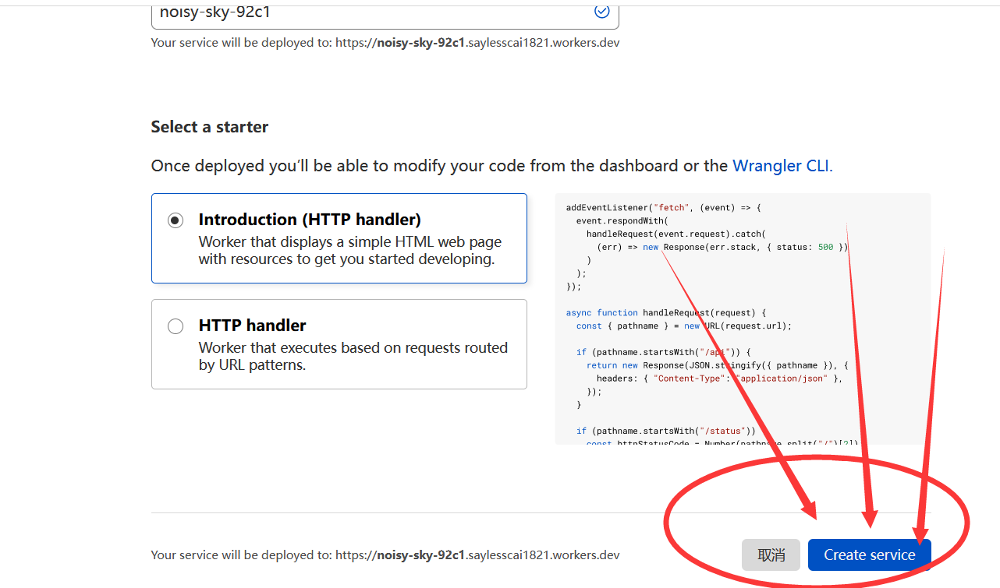 noisy-sky-92c1
Your service will be deployed to: https://noisy-sky-92c1.saylesscai1821.workers.dev
Select a starter
Once deployed you’ll be able to modify your code from the dashboard or the Wrangler CLI.
Introduction (HTTP handler)
Worker that displays a simple HTML web page
with resources to get you started developing.
HTTP handler
Worker that executes based on requests routed
by URL patterns.
addEventListener("fetch", (event) => {
event.respondWith(
handleRequest(event.request).catch(
(err) => new Response(err.stack, { status: 500 })
)
);
});
async function handleRequest(request) {
const { pathname } = new URL(request.url);
if (pathname.startsWith("/api")) {
return new Response(JSON.stringify({ pathname }), {
headers: { "Content-Type": "application/json" },
});
}
if (pathname.startsWith("/status"))
const httpStatusCode = Number(pathname.split("/")[2])
Your service will be deployed to: https://noisy-sky-92c1.saylesscai1821.workers.dev
取消
Create service